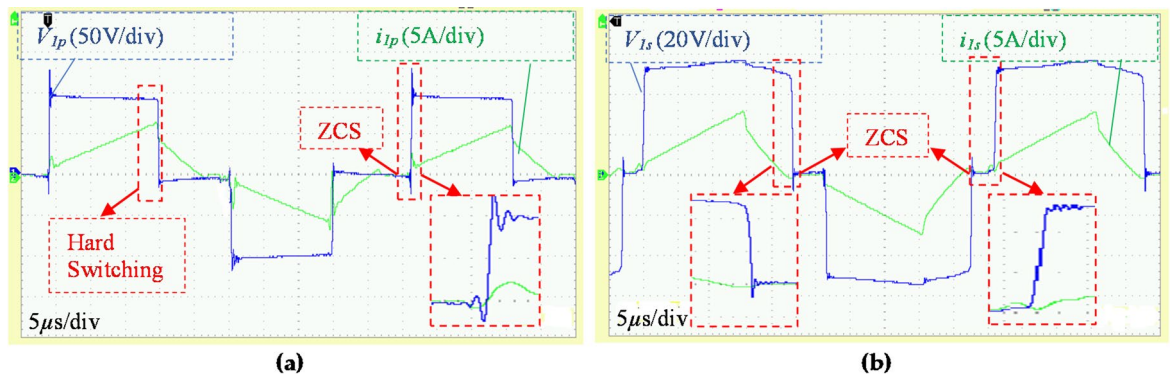 V1p (50V/div)
i1p (5A/div)
ZCS
Hard
Switching
5µs/div
(a)
V1s (20V/div)
i1s (5A/div)
ZCS
5µs/div
(b)